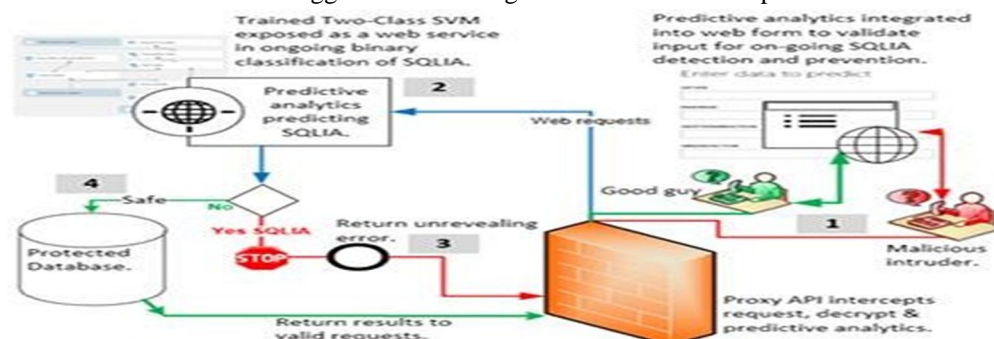 Trained Two-Class SVM
exposed as a web service
in ongoing binary
classification of SQLIA.
Predictive analytics integrated
into web form to validate
input for on-going SQLIA
detection and prevention.
Enter data to predict
2
Predictive
analytics
predicting
SQLIA.
Web requests
4
Safe
No
Good guy
1
Yes SQLIA
STOP
Return unrevealing
error.
3
Protected
Database.
Malicious
intruder.
Proxy API intercepts
request, decrypt &
predictive analytics.
Return results to
valid requests.